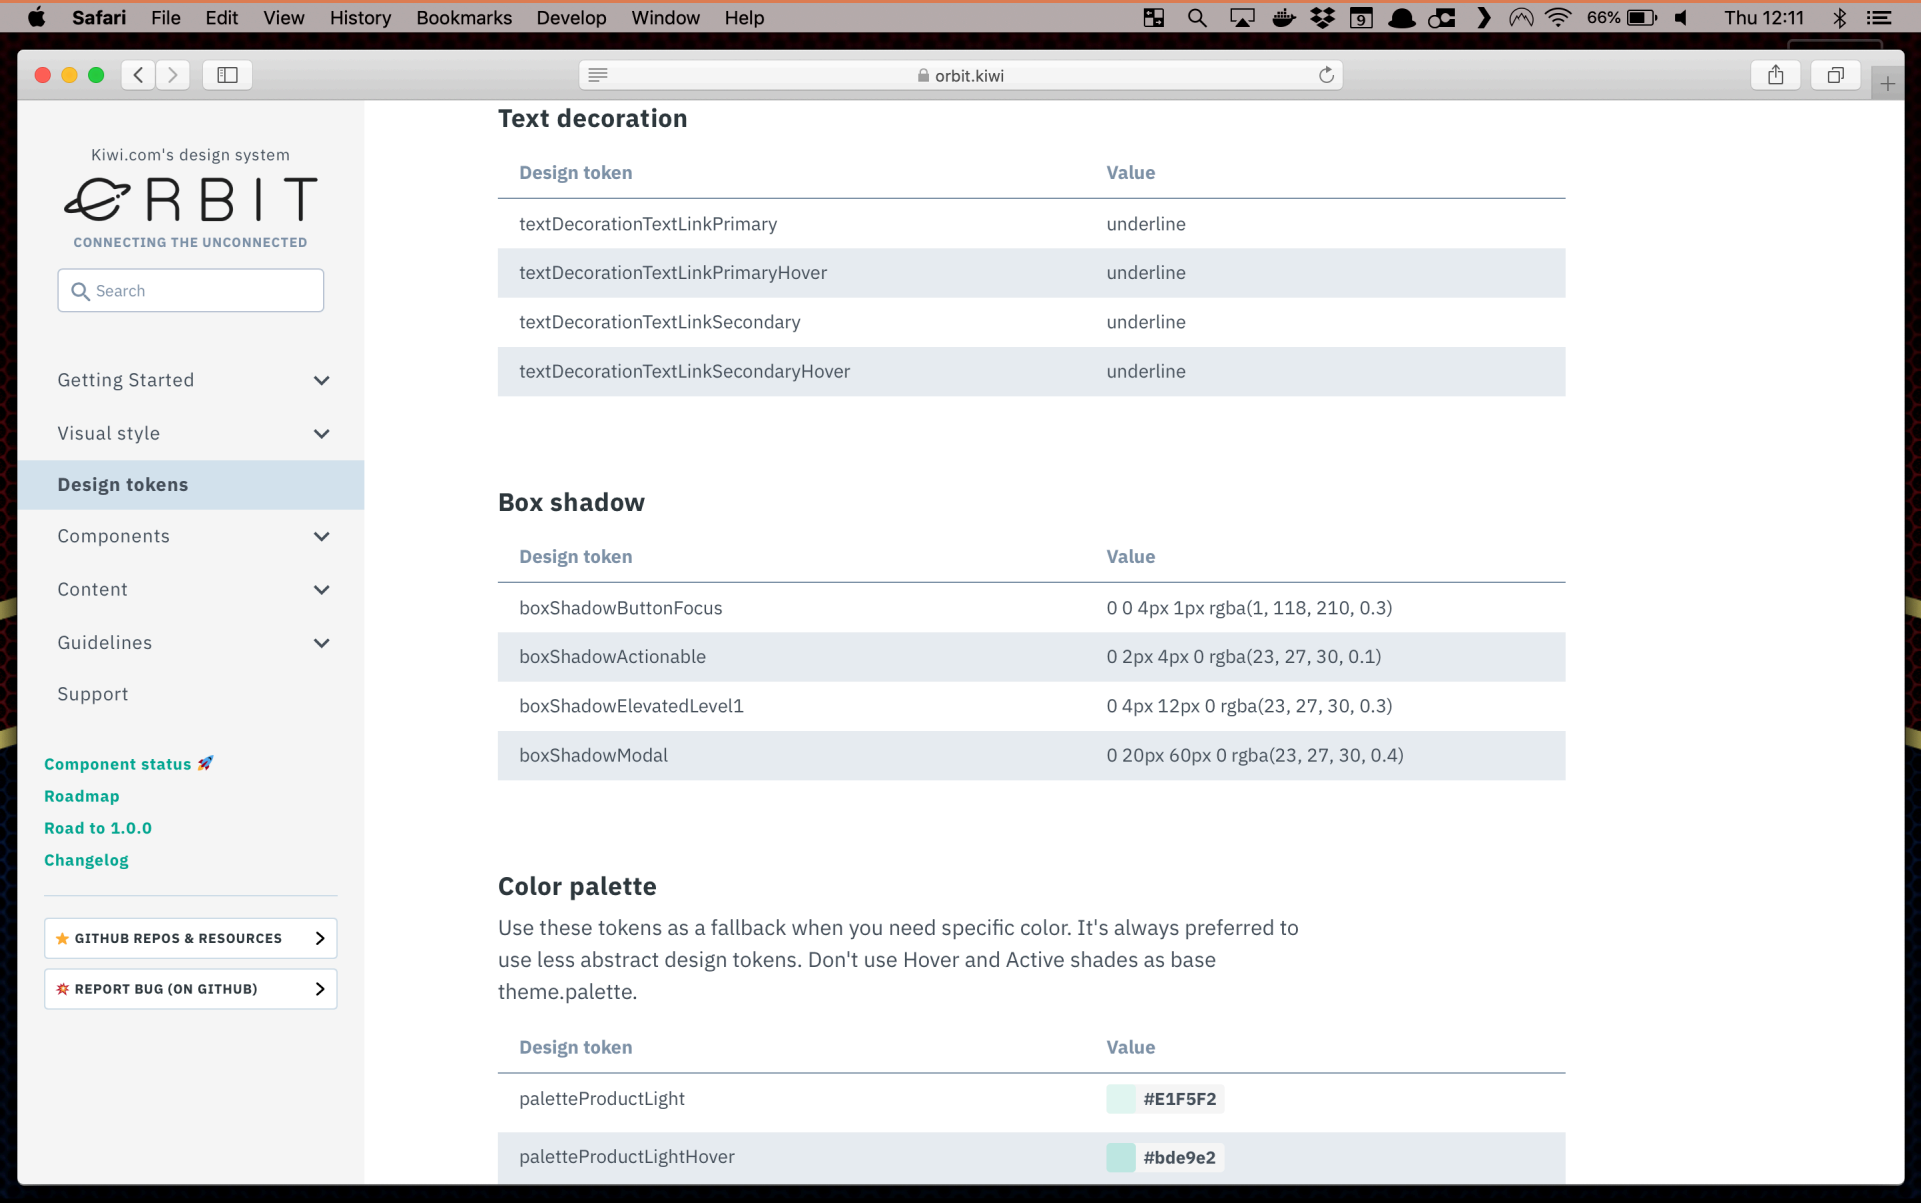 Safari File Edit View History Bookmarks Develop Window Help 9 66% Thu 12:11
orbit.kiwi
Kiwi.com's design system
ORBIT
CONNECTING THE UNCONNECTED
Search
Getting Started
Visual style
Design tokens
Components
Content
Guidelines
Support
Component status 🚀
Roadmap
Road to 1.0.0
Changelog
GITHUB REPOS & RESOURCES
REPORT BUG (ON GITHUB)
Text decoration
Design token Value
textDecorationTextLinkPrimary underline
textDecorationTextLinkPrimaryHover underline
textDecorationTextLinkSecondary underline
textDecorationTextLinkSecondaryHover underline
Box shadow
Design token Value
boxShadowButtonFocus 0 0 4px 1px rgba(1, 118, 210, 0.3)
boxShadowActionable 0 2px 4px 0 rgba(23, 27, 30, 0.1)
boxShadowElevatedLevel1 0 4px 12px 0 rgba(23, 27, 30, 0.3)
boxShadowModal 0 20px 60px 0 rgba(23, 27, 30, 0.4)
Color palette
Use these tokens as a fallback when you need specific color. It's always preferred to
use less abstract design tokens. Don't use Hover and Active shades as base
theme.palette.
Design token Value
paletteProductLight #E1F5F2
paletteProductLightHover #bde9e2